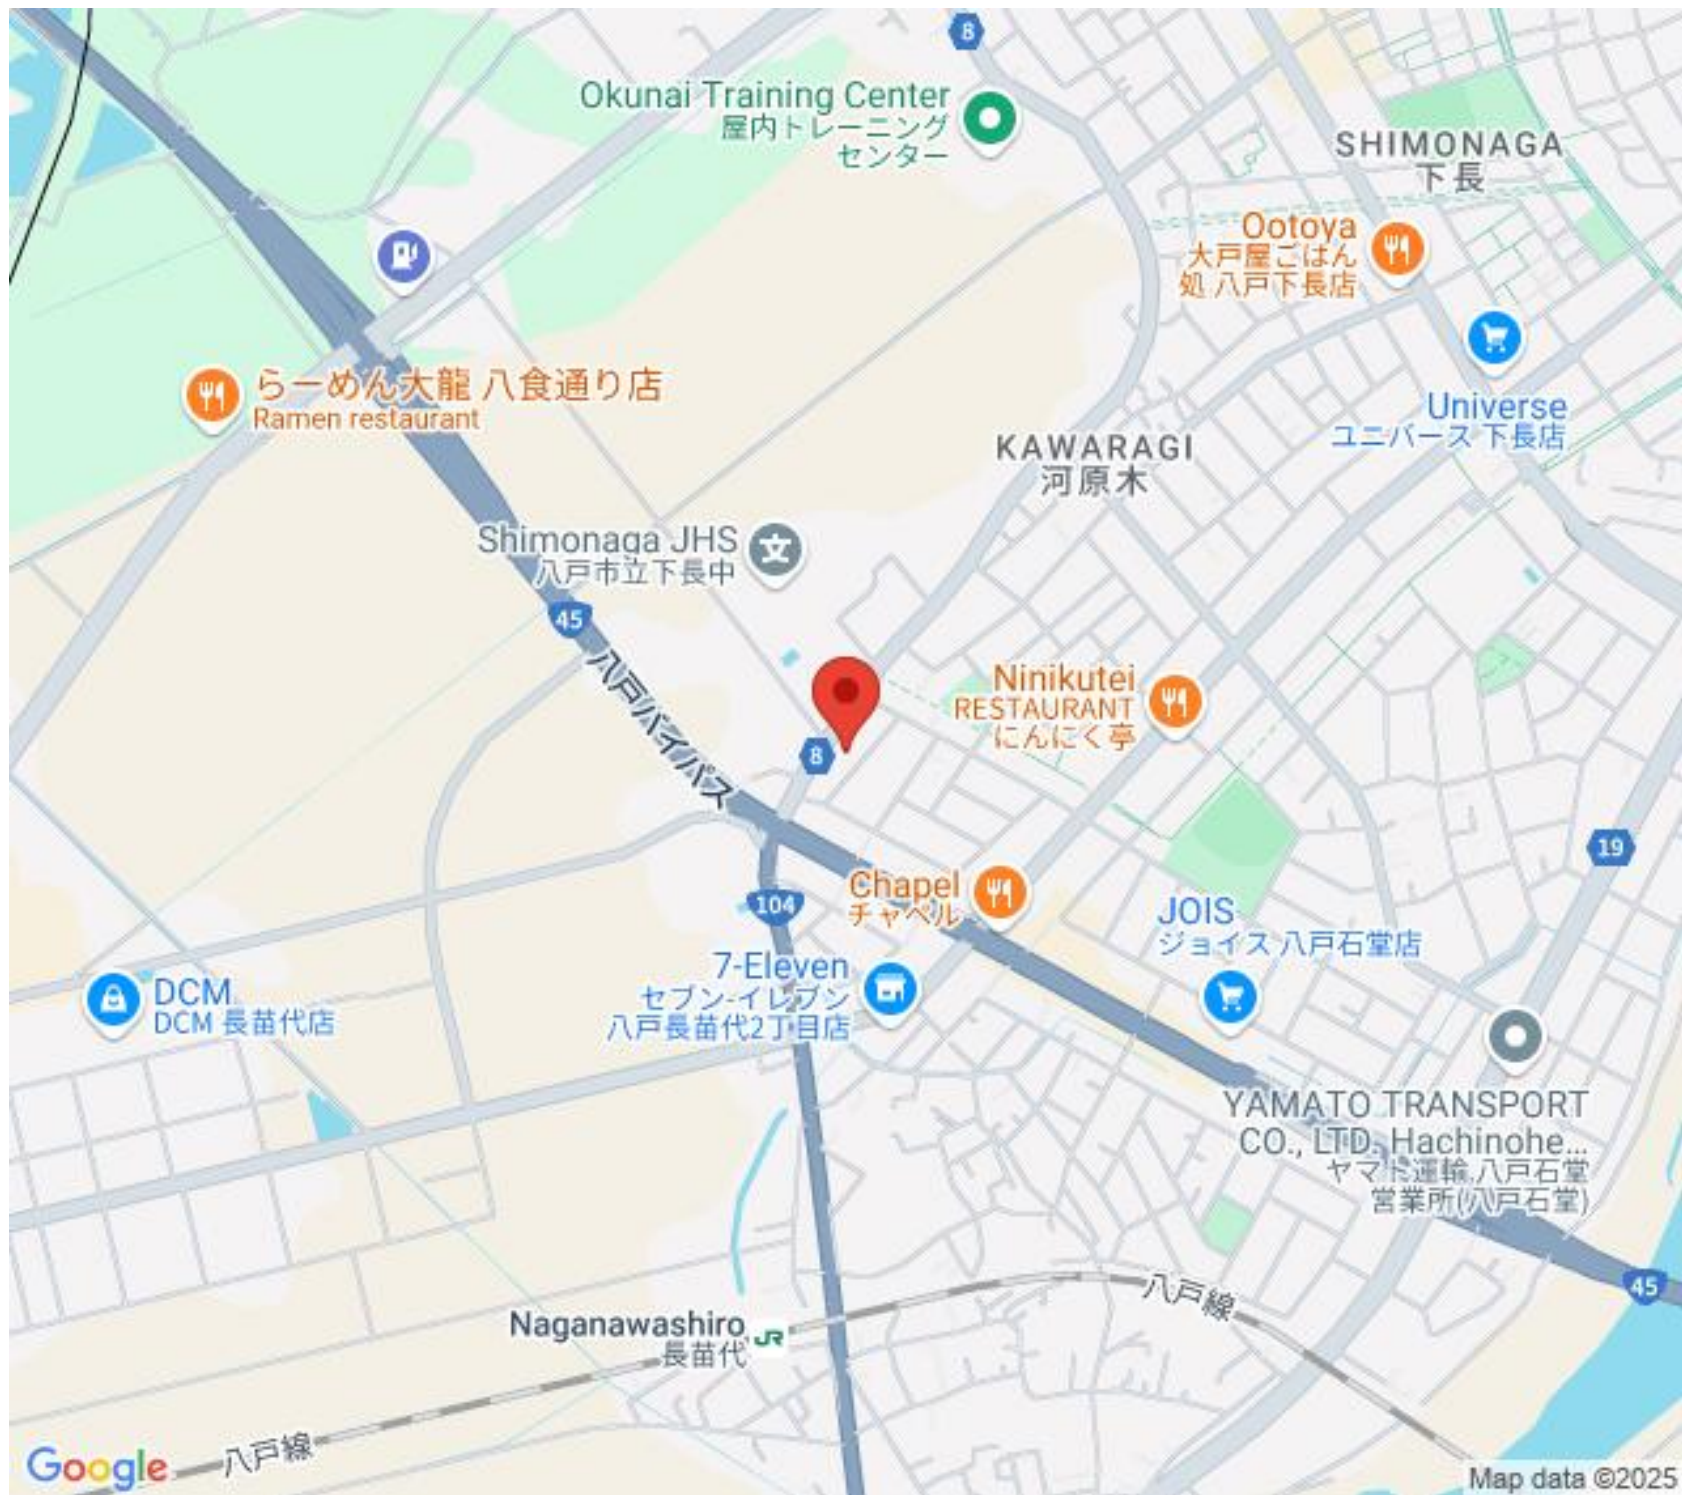 8
Okunai Training Center
屋内トレーニング
センター
SHIMONAGA
下長
Ootoya
大戸屋ごはん
処 八戸下長店
らーめん大龍 八食通り店
Ramen restaurant
Universe
ユニバース 下長店
KAWARAGI
河原木
Shimonaga JHS
八戸市立下長中
文
45
八戸バイパス
Ninikutei
RESTAURANT
にんにく亭
8
19
Chapel
チャペル
104
JOIS
ジョイス 八戸石堂店
7-Eleven
セブン-イレブン
八戸長苗代2丁目店
DCM
DCM 長苗代店
YAMATO TRANSPORT
CO., LTD. Hachinohe...
ヤマト運輸 八戸石堂
営業所(八戸石堂)
45
八戸線
Naganawashiro
長苗代
JR
八戸線
Google
Map data ©2025